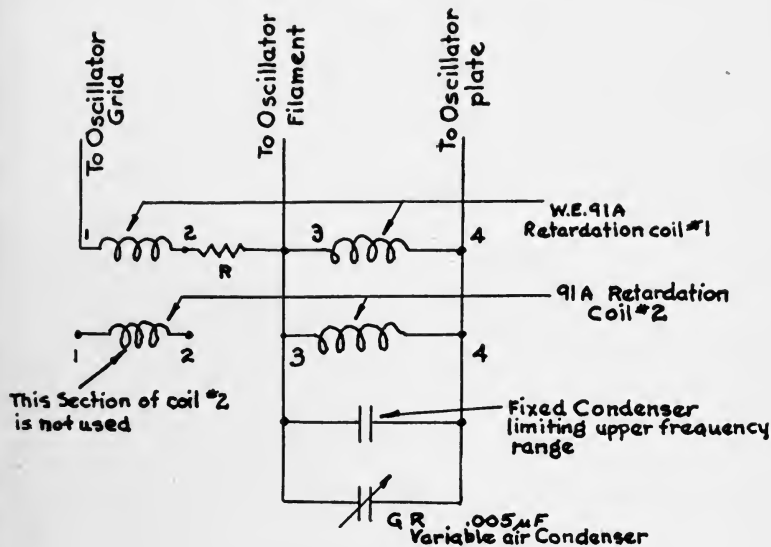 To Oscillator
Grid
To Oscillator
Filament
To Oscillator
plate
W.E.91A
Retardation coil #1
1
2
R
3
4
91A Retardation
Coil #2
1
2
3
4
This Section of coil #2
is not used
Fixed Condenser
limiting upper frequency
range
GR .005μF
Variable air Condenser